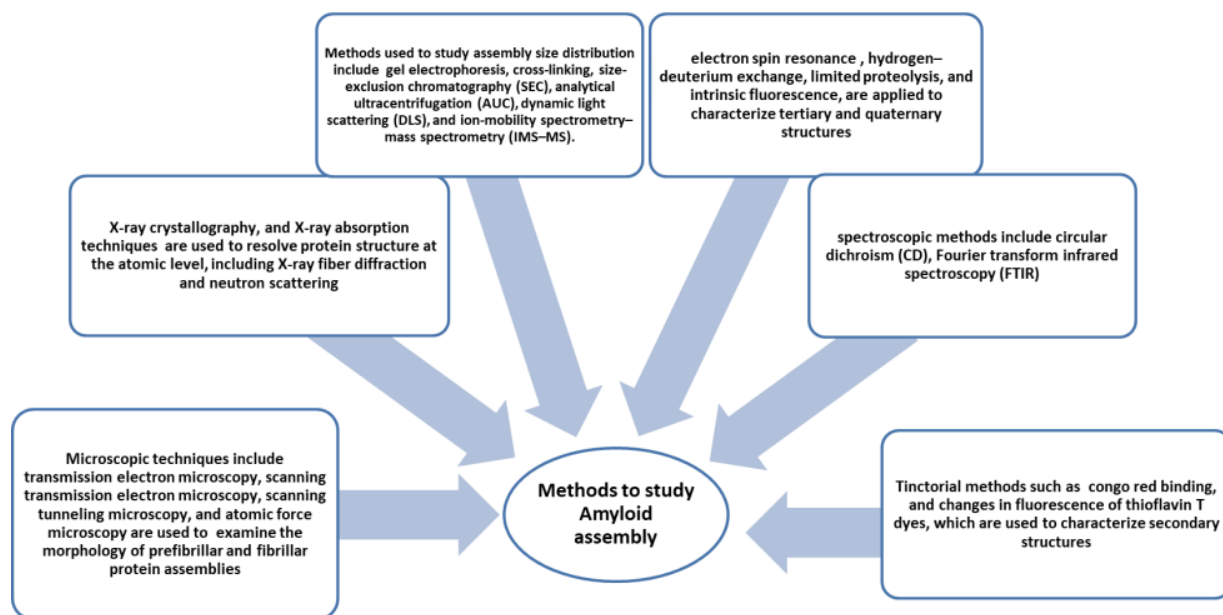 Methods used to study assembly size distribution
include gel electrophoresis, cross-linking, size-
exclusion chromatography (SEC), analytical
ultracentrifugation (AUC), dynamic light
scattering (DLS), and ion-mobility spectrometry–
mass spectrometry (IMS–MS).
electron spin resonance , hydrogen–
deuterium exchange, limited proteolysis, and
intrinsic fluorescence, are applied to
characterize tertiary and quaternary
structures
X-ray crystallography, and X-ray absorption
techniques are used to resolve protein structure at
the atomic level, including X-ray fiber diffraction
and neutron scattering
spectroscopic methods include circular
dichroism (CD), Fourier transform infrared
spectroscopy (FTIR)
Microscopic techniques include
transmission electron microscopy, scanning
transmission electron microscopy, scanning
tunneling microscopy, and atomic force
microscopy are used to examine the
morphology of prefibrillar and fibrillar
protein assemblies
Methods to study
Amyloid
assembly
Tinctorial methods such as congo red binding,
and changes in fluorescence of thioflavin T
dyes, which are used to characterize secondary
structures